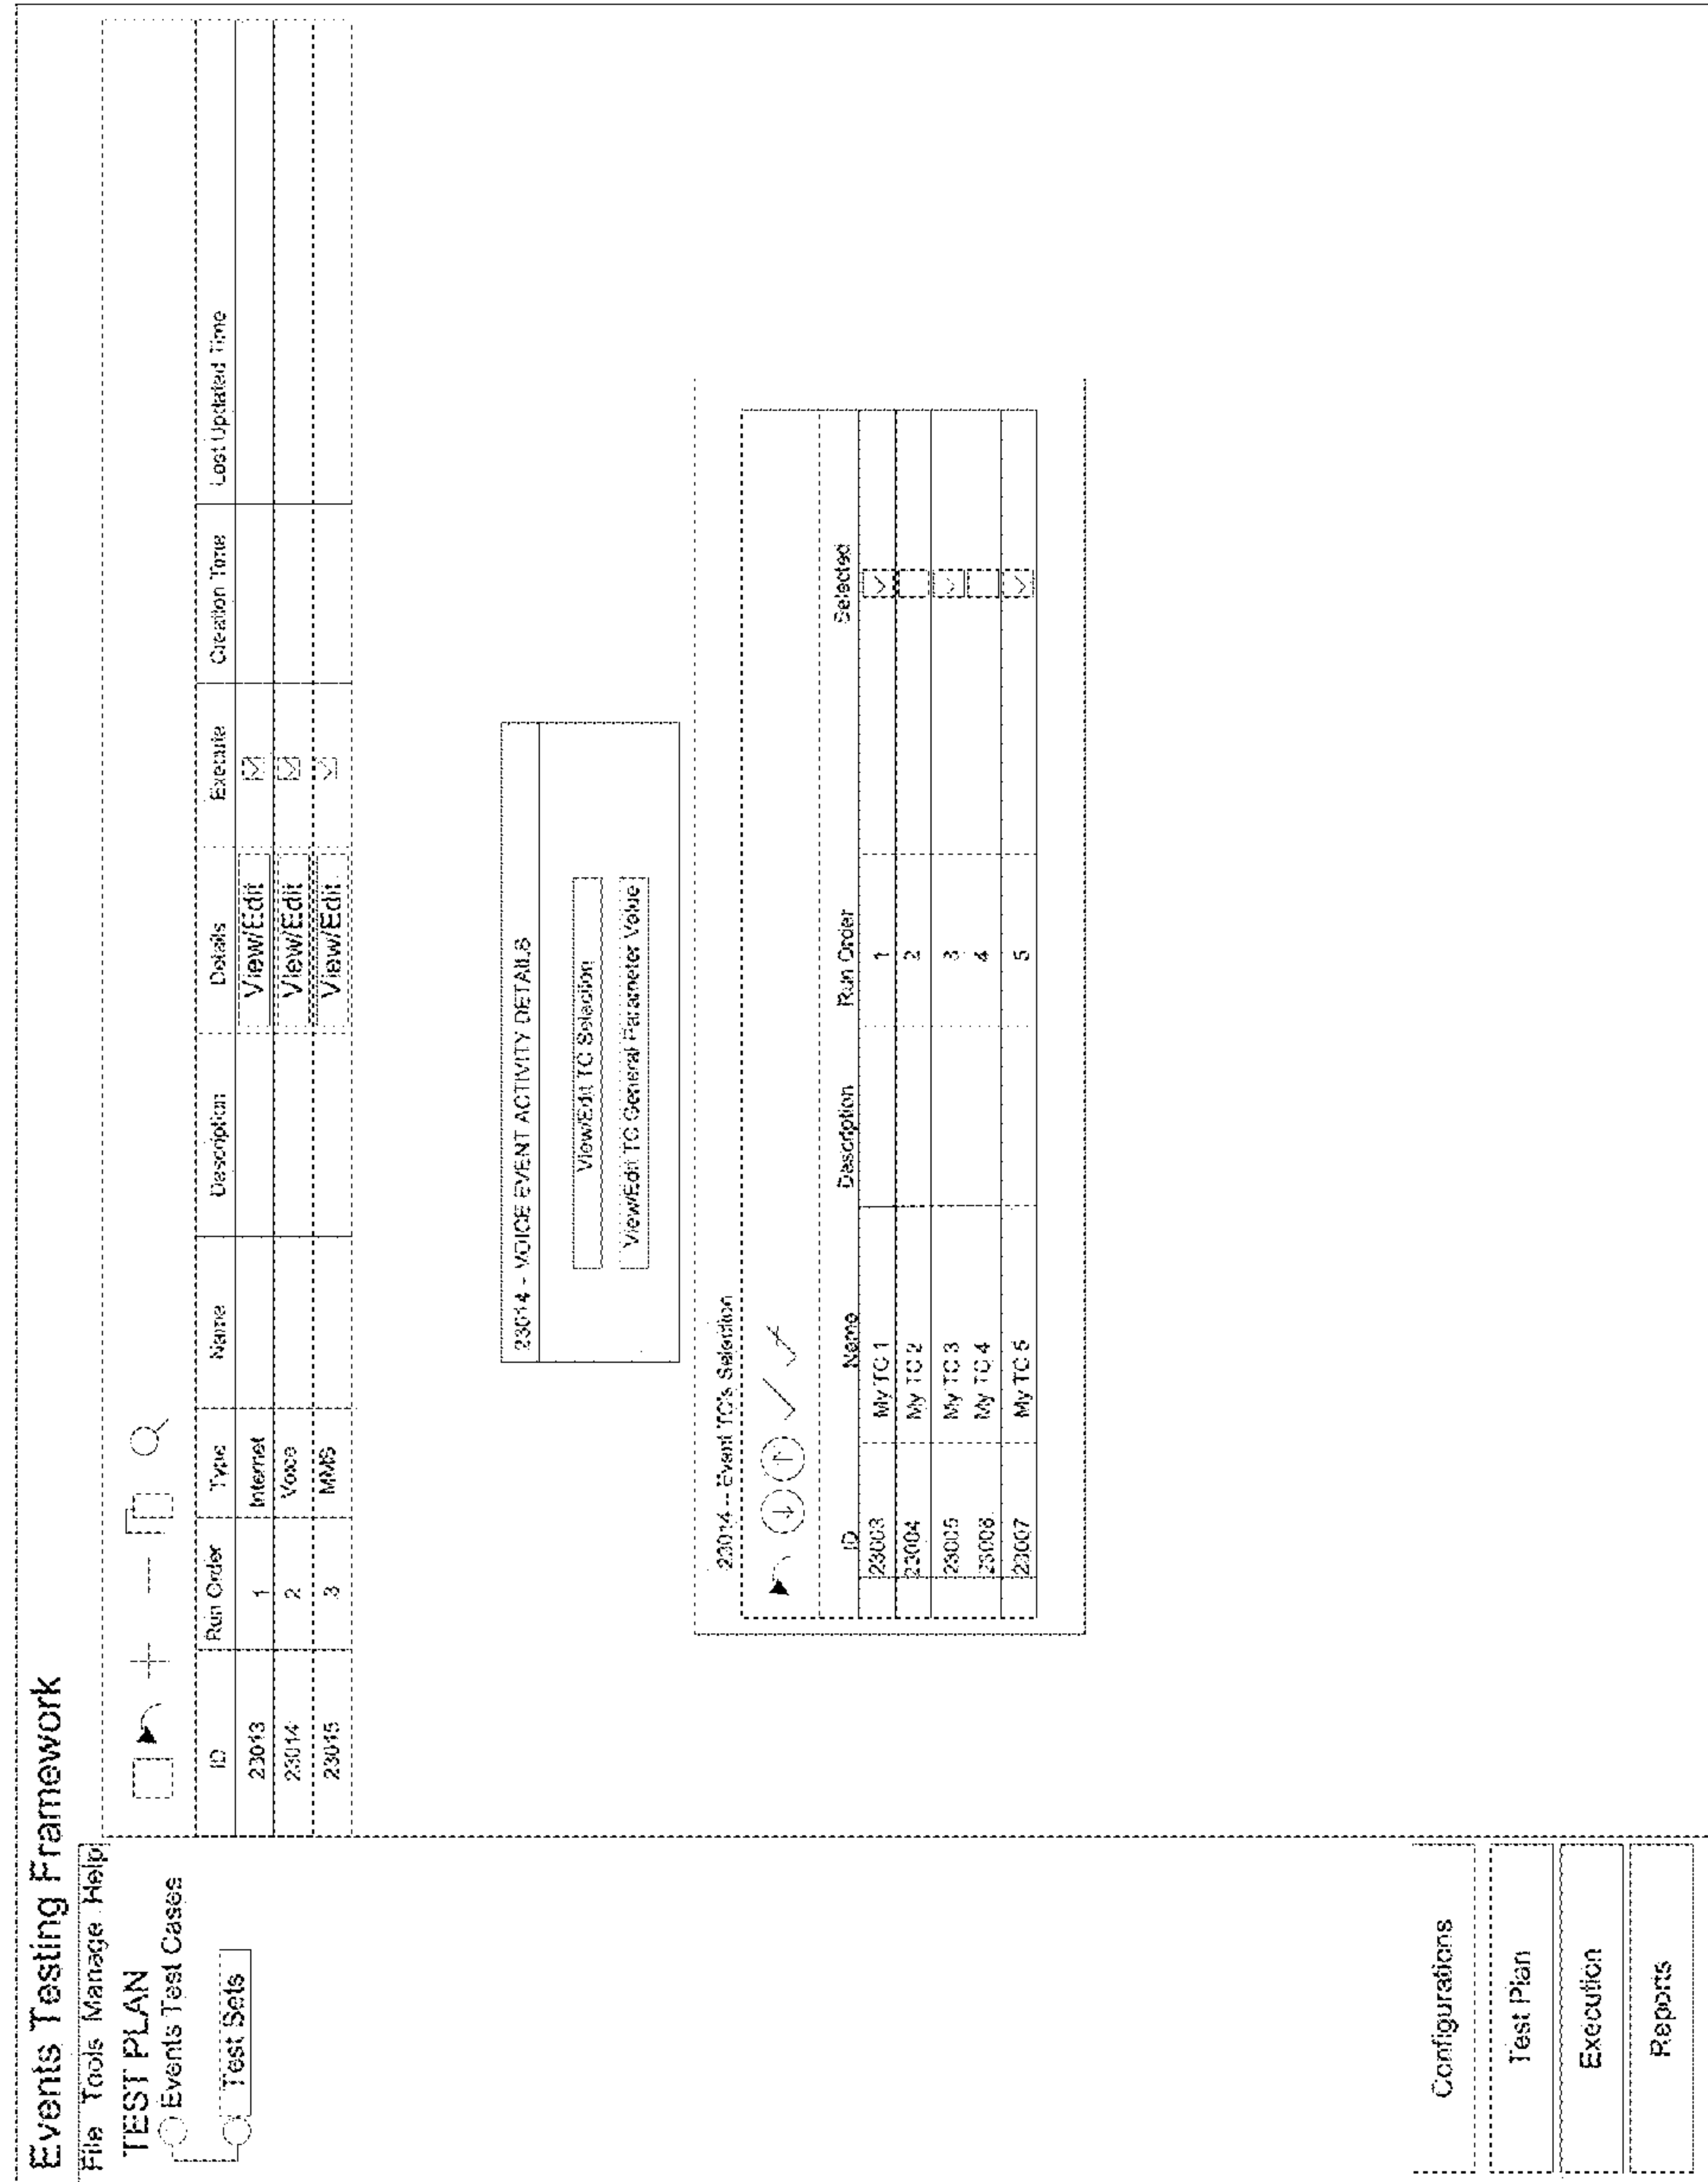 Events Testing Framework
File Tools Manage Help
TEST PLAN
Events Test Cases
Test Sets
ID Run Order Type Name Description Details Execute Creation Time Last Updated Time
23013 1 Internet View/Edit
23014 2 Voice View/Edit
23015 3 MMS View/Edit
23014 - VOICE EVENT ACTIVITY DETAILS
View/Edit TC Selection
View/Edit TC General Parameter Value
23014 -- Event TC's Selection
ID Name Description Run Order Selected
23003 My TC 1 1
23004 My TC 2 2
23005 My TC 3 3
23006 My TC 4 4
23007 My TC 5 5
Configurations
Test Plan
Execution
Reports